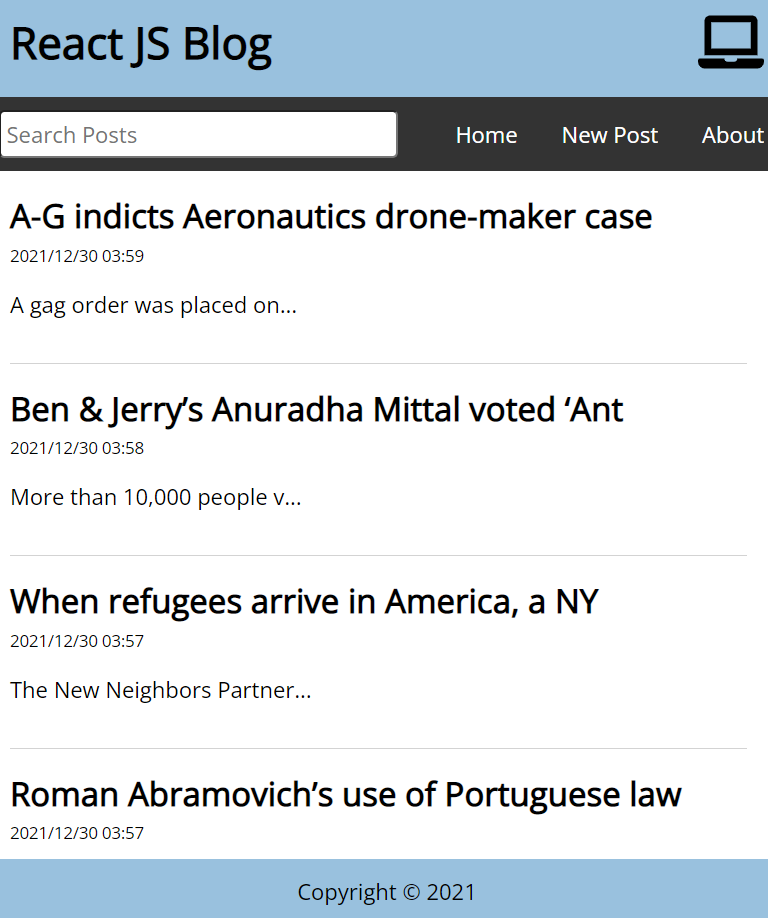 React JS Blog
Search Posts
Home New Post About
A-G indicts Aeronautics drone-maker case
2021/12/30 03:59
A gag order was placed on...
Ben & Jerry’s Anuradha Mittal voted ‘Ant
2021/12/30 03:58
More than 10,000 people v...
When refugees arrive in America, a NY
2021/12/30 03:57
The New Neighbors Partner...
Roman Abramovich’s use of Portuguese law
2021/12/30 03:57
Copyright © 2021